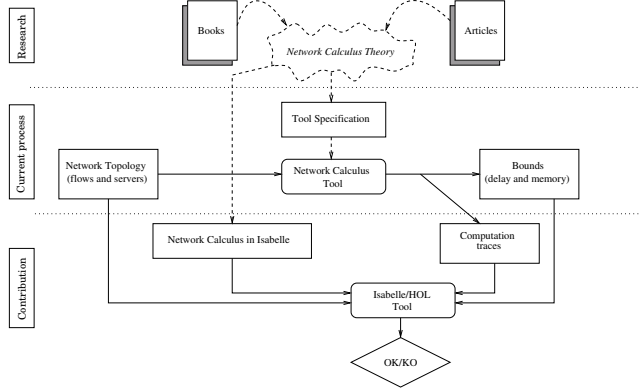 Research
Books
Network Calculus Theory
Articles
Current process
Tool Specification
Network Topology
(flows and servers)
Network Calculus
Tool
Bounds
(delay and memory)
Contribution
Network Calculus in Isabelle
Computation
traces
Isabelle/HOL
Tool
OK/KO